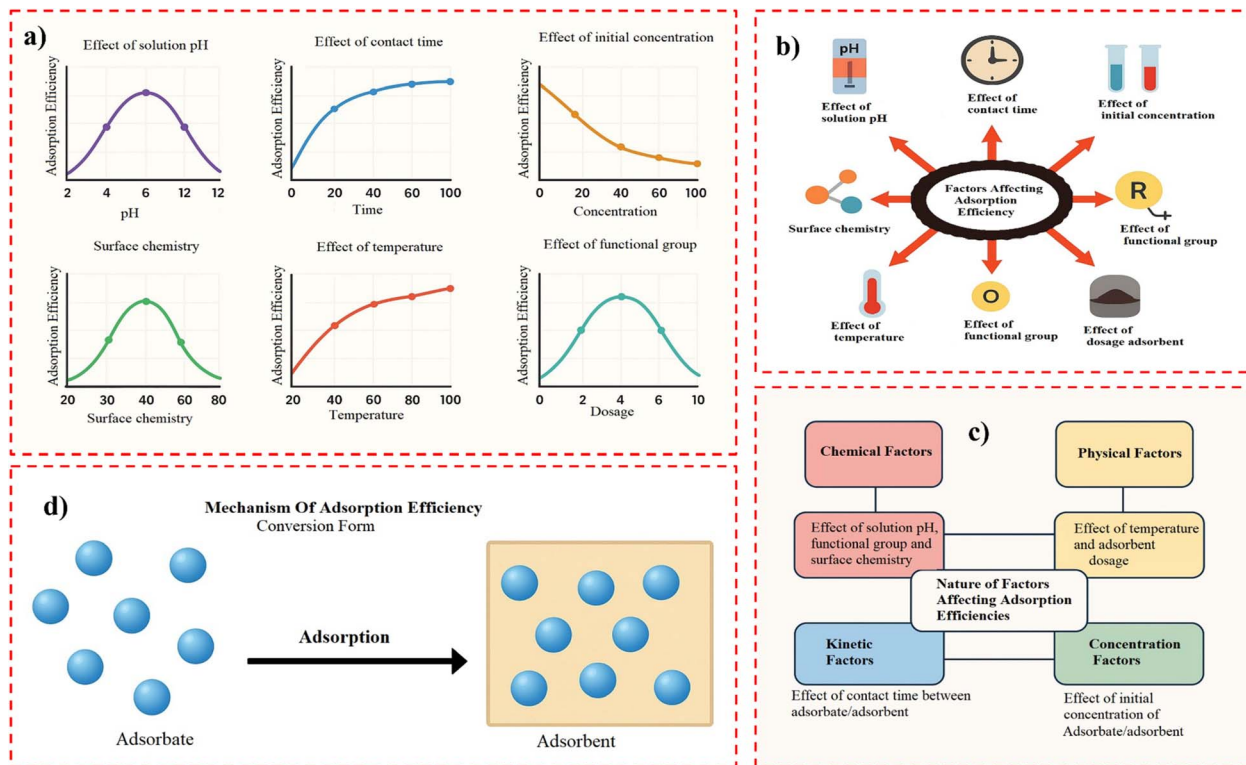 a)
Effect of solution pH
Adsorption Efficiency
2 4 6 12 12
pH
Effect of contact time
Adsorption Efficiency
0 20 40 60 100
Time
Effect of initial concentration
Adsorption Efficiency
0 20 40 60 100
Concentration
Surface chemistry
Adsorption Efficiency
20 30 40 60 80
Surface chemistry
Effect of temperature
Adsorption Efficiency
20 40 60 80 100
Temperature
Effect of functional group
Adsorption Efficiency
0 2 4 6 10
Dosage
b)
pH
Effect of
solution pH
Effect of
contact time
Effect of
initial concentration
Surface chemistry
Factors Affecting
Adsorption
Efficiency
R
Effect of
functional group
Effect of
temperature
O
Effect of
functional group
Effect of
dosage adsorbent
c)
Chemical Factors
Physical Factors
Effect of solution pH,
functional group and
surface chemistry
Effect of temperature
and adsorbent
dosage
Nature of Factors
Affecting Adsorption
Efficiencies
Kinetic
Factors
Concentration
Factors
Effect of contact time between
adsorbate/adsorbent
Effect of initial
concentration of
Adsorbate/adsorbent
d)
Mechanism Of Adsorption Efficiency
Conversion Form
Adsorption
Adsorbate
Adsorbent